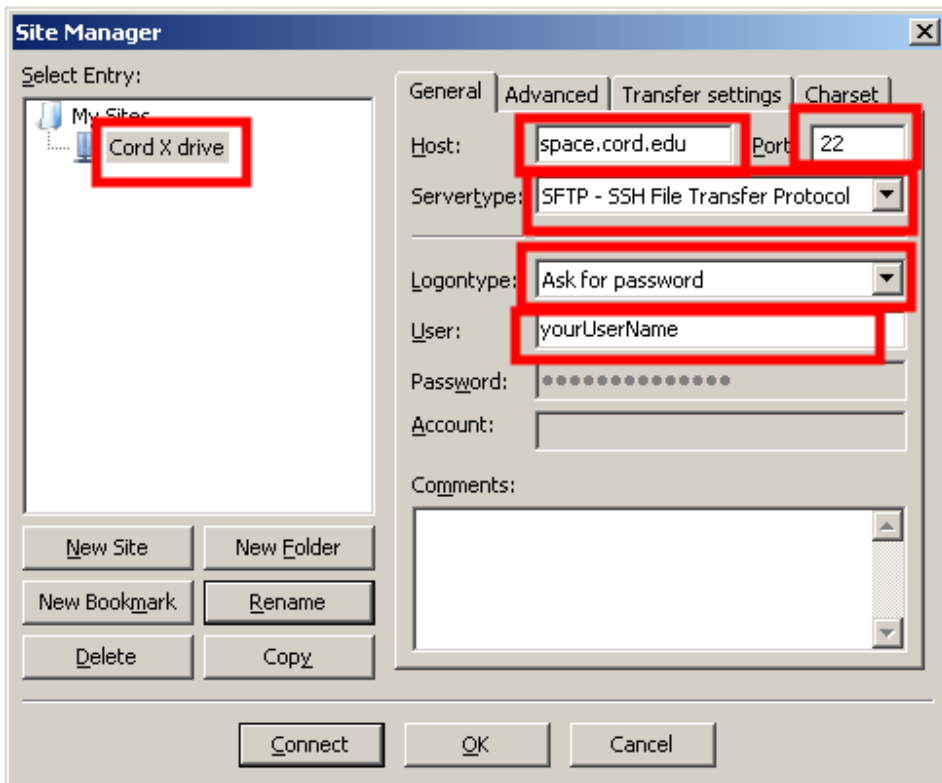 Site Manager
Select Entry:
My Sites
Cord X drive
New Site
New Folder
New Bookmark
Rename
Delete
Copy
General
Advanced
Transfer settings
Charset
Host:
space.cord.edu
Port
22
Servertype:
SFTP - SSH File Transfer Protocol
Logontype:
Ask for password
User:
yourUserName
Password:
●●●●●●●●●●●●●●
Account:
Comments:
Connect
OK
Cancel